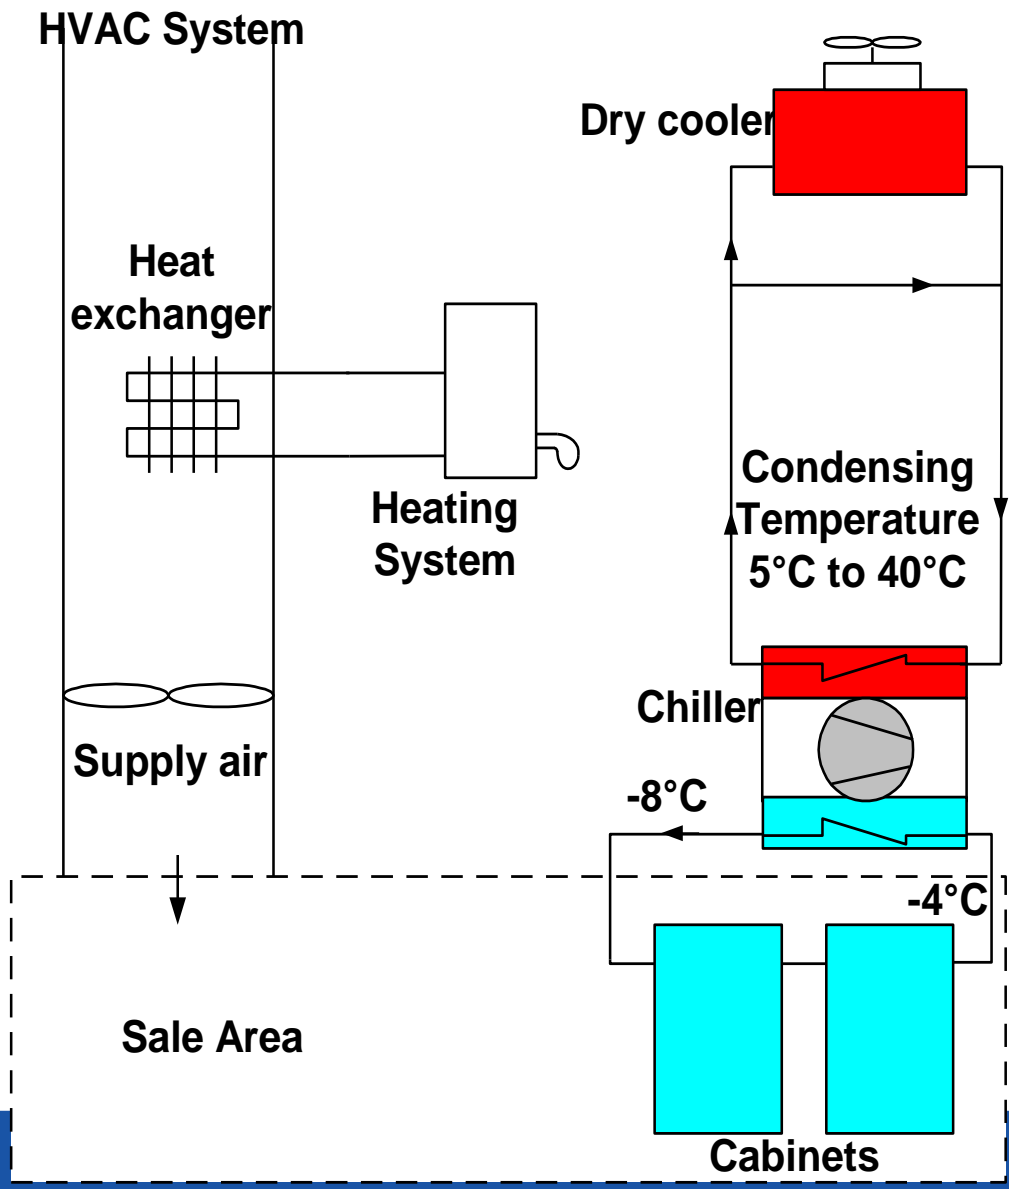 HVAC System
Dry cooler
Heat
exchanger
Condensing
Temperature
5°C to 40°C
Heating
System
Chiller
Supply air
-8°C
-4°C
Sale Area
Cabinets